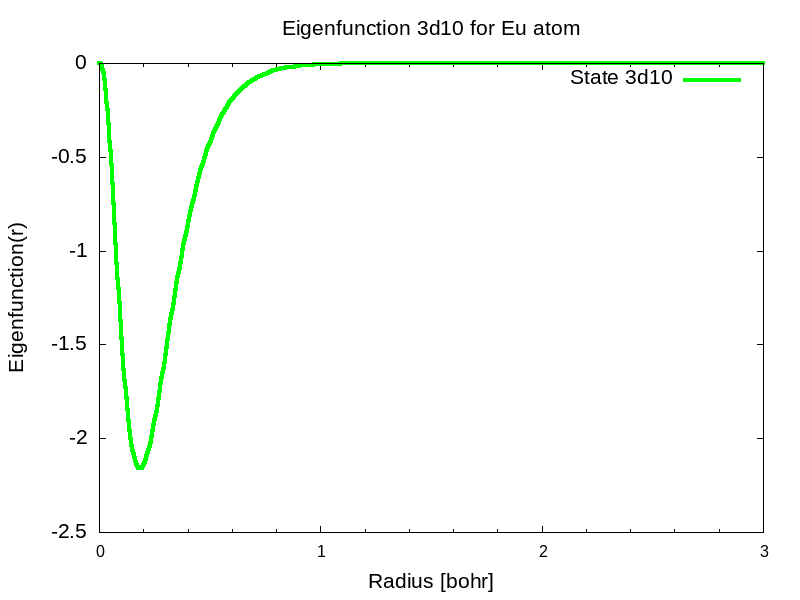 Eigenfunction 3d10 for Eu atom
State 3d10
0
-0.5
-1
-1.5
-2
-2.5
Eigenfunction(r)
0 1 2 3
Radius [bohr]